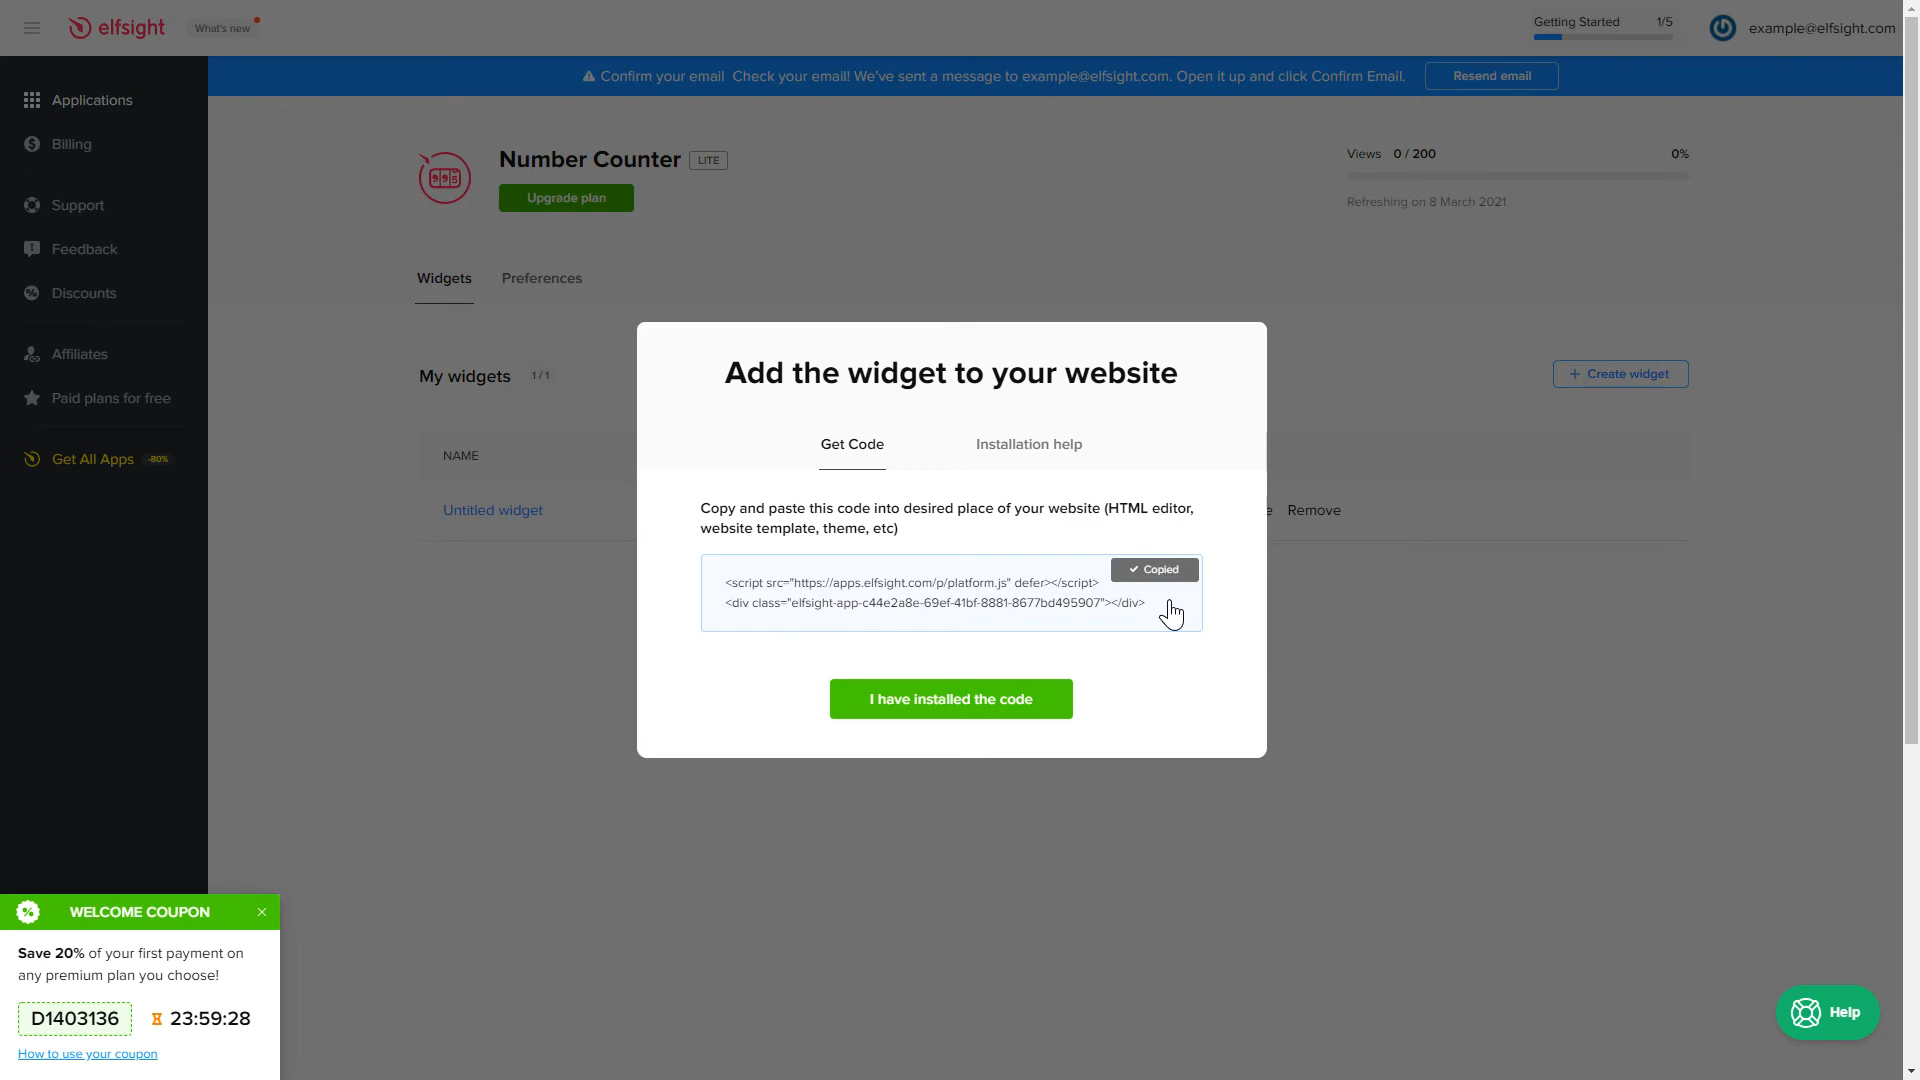 elfsight
What's new
Getting Started 1/5
example@elfsight.com
Confirm your email Check your email! We've sent a message to example@elfsight.com. Open it up and click Confirm Email.
Resend email
Applications
Billing
Support
Feedback
Discounts
Affiliates
Paid plans for free
Get All Apps -80%
Number Counter LITE
Upgrade plan
Views 0 / 200 0%
Refreshing on 8 March 2021
Widgets Preferences
My widgets 1 / 1
+ Create widget
NAME
Untitled widget
e Remove
Add the widget to your website
Get Code Installation help
Copy and paste this code into desired place of your website (HTML editor,
website template, theme, etc)
Copied
<script src="https://apps.elfsight.com/p/platform.js" defer></script>
<div class="elfsight-app-c44e2a8e-69ef-41bf-8881-8677bd495907"></div>
I have installed the code
WELCOME COUPON
Save 20% of your first payment on
any premium plan you choose!
D1403136 23:59:28
How to use your coupon
Help